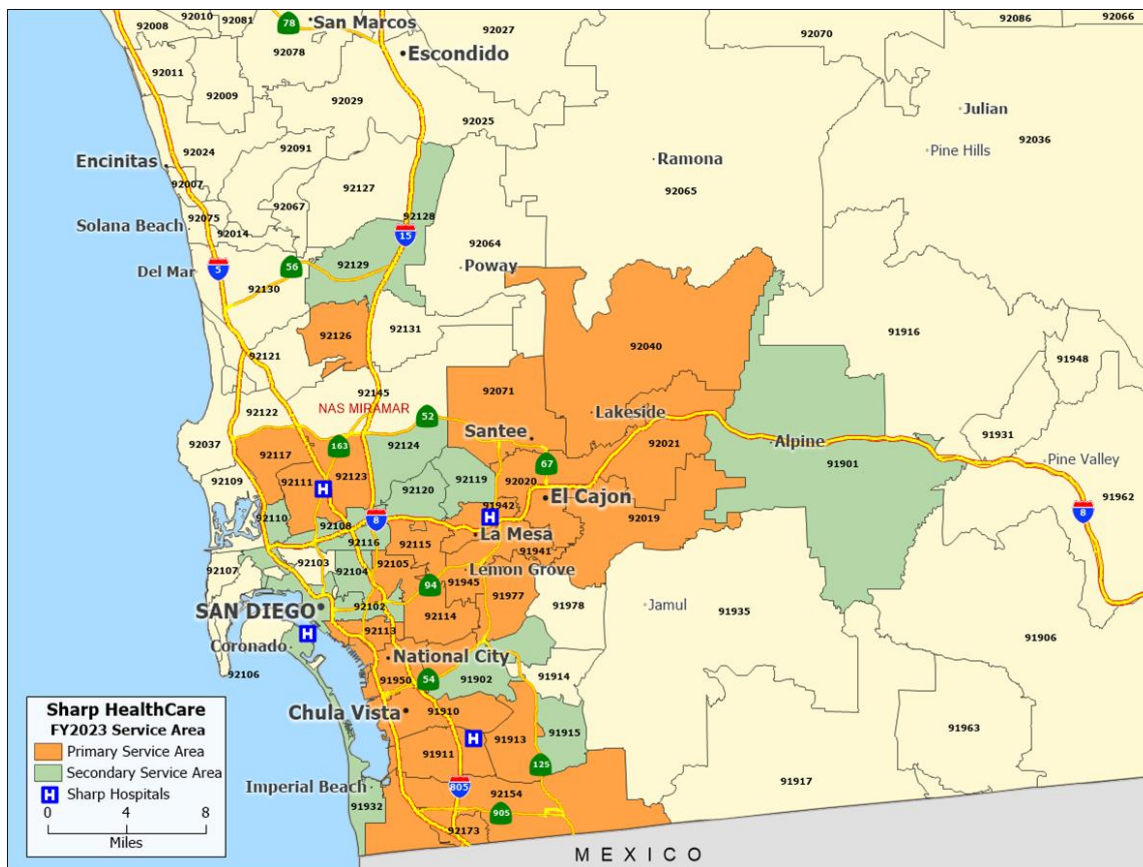 92008
92010
92081
78
San Marcos
92027
92070
92086
92066
92078
Escondido
92011
92009
92029
92025
Julian
92036
Pine Hills
92024
92091
Encinitas
92007
92127
Ramona
92065
92067
92075
92014
92128
Solana Beach
15
92064
Poway
Del Mar
5
56
92129
92130
92126
92131
92121
92040
91916
91948
92071
92145
NAS MIRAMAR
92122
52
Lakeside
163
92124
Santee
92021
Alpine
91931
92037
92117
Pine Valley
91901
67
92111
92123
92119
92020
92109
92120
El Cajon
91962
H
91942
H
92110
92108
8
92019
8
92116
La Mesa
92115
91941
92107
92103
92104
92105
Lemon Grove
91945
94
91977
SAN DIEGO
92102
91978
Jamul
91935
92114
92113
H
Coronado
National City
91906
92106
91950
54
91902
91914
Chula Vista
91910
91913
91915
91963
H
91911
125
Imperial Beach
805
91917
91932
92154
905
92173
MEXICO
Sharp HealthCare
FY2023 Service Area
Primary Service Area
Secondary Service Area
H Sharp Hospitals
0 4 8
Miles